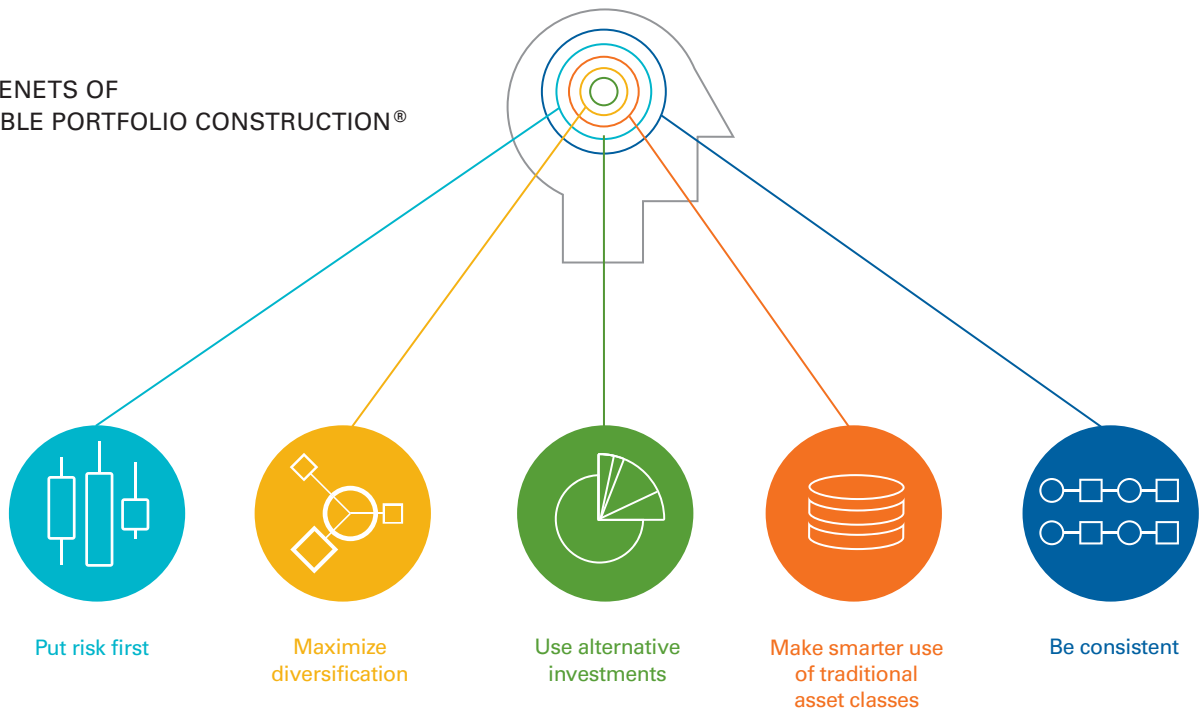 ENETS OF
BLE PORTFOLIO CONSTRUCTION®
Put risk first
Maximize
diversification
Use alternative
investments
Make smarter use
of traditional
asset classes
Be consistent